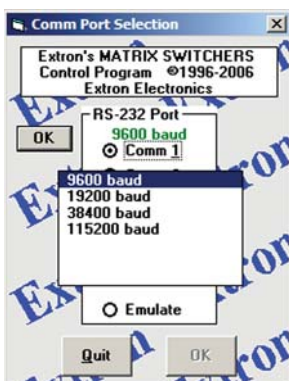 Comm Port Selection
Extron's MATRIX SWITCHERS
Control Program ©1996-2006
Extron Electronics
RS-232 Port
OK
9600 baud
Comm 1
9600 baud
19200 baud
38400 baud
115200 baud
Emulate
Quit
OK
Extron